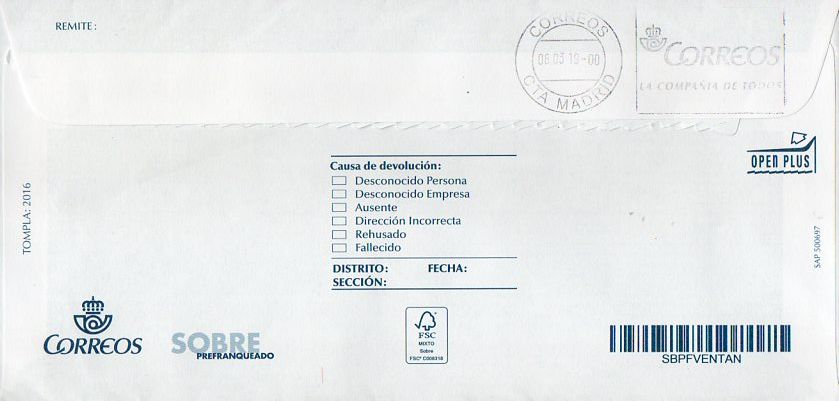 REMITE:
CORREOS
06.03 19-00
CTA MADRID
CORREOS
LA COMPAÑIA DE TODOS
OPEN PLUS
Causa de devolución:
Desconocido Persona
Desconocido Empresa
Ausente
Dirección Incorrecta
Rehusado
Fallecido
DISTRITO: FECHA:
SECCIÓN:
TOMPLA: 2016
SAP 500697
CORREOS
SOBRE
PREFRANQUEADO
FSC
MIXTO
Sobre
FSC® C008318
SBPFVENTAN